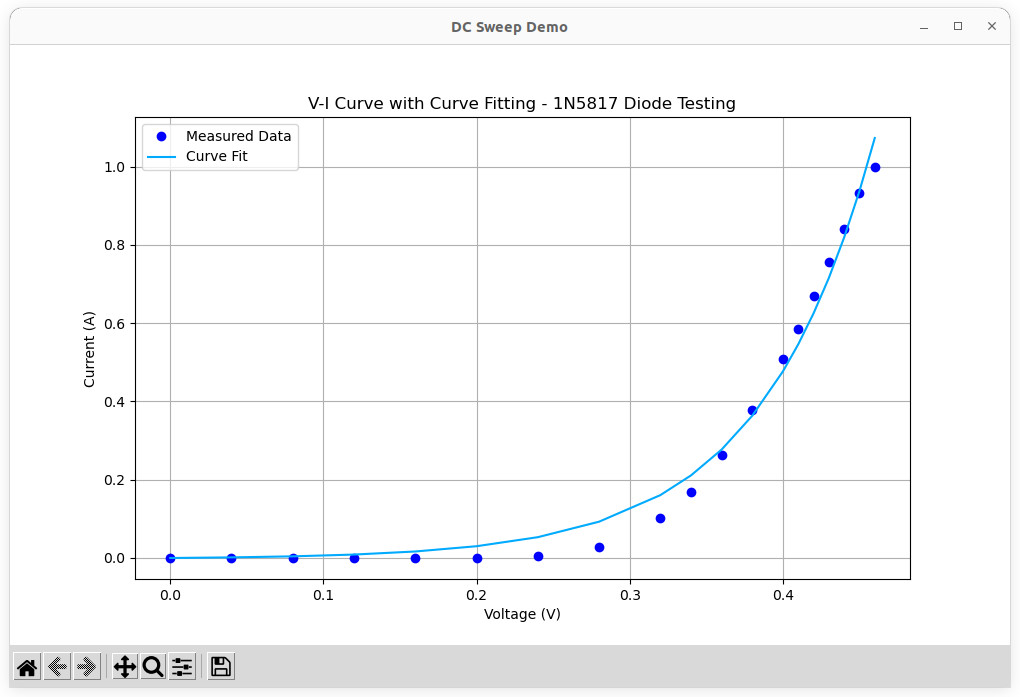 DC Sweep Demo
V-I Curve with Curve Fitting - 1N5817 Diode Testing
Measured Data
Curve Fit
1.0
0.8
0.6
0.4
0.2
0.0
Current (A)
0.0 0.1 0.2 0.3 0.4
Voltage (V)